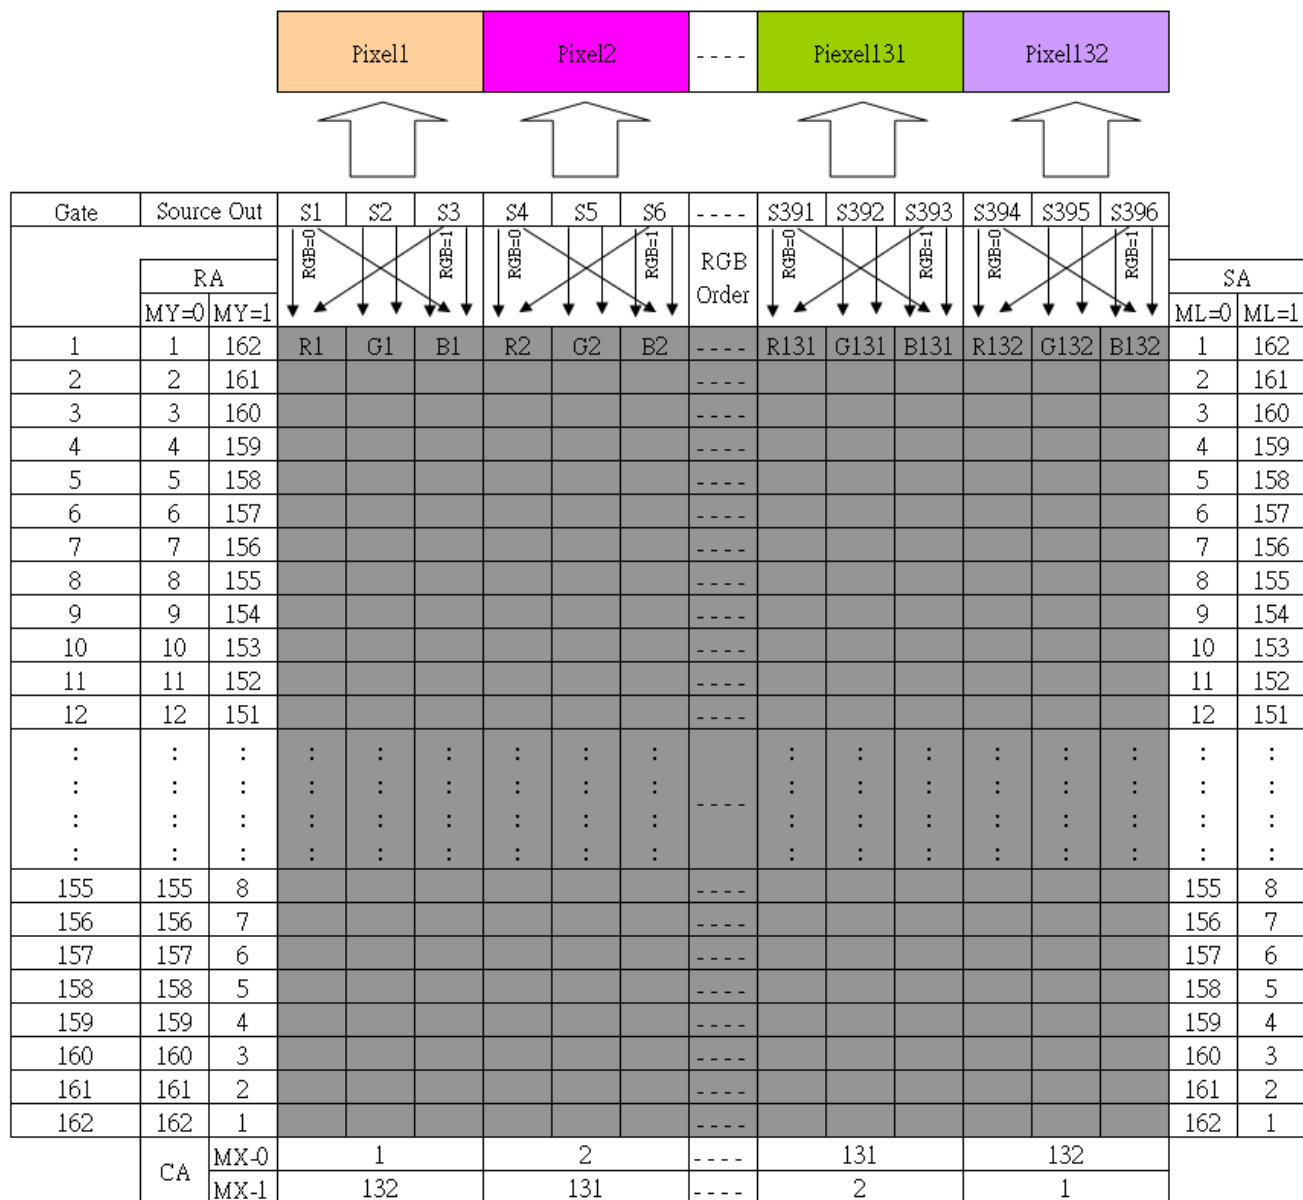 Pixel1 Pixel2 ---- Piexel131 Pixel132
Gate Source Out S1 S2 S3 S4 S5 S6 ---- S391 S392 S393 S394 S395 S396
RGB=0 RGB=1 RGB=0 RGB=1 RGB Order RGB=0 RGB=1 RGB=0 RGB=1
RA SA
MY=0 MY=1 ML=0 ML=1
1 1 162 R1 G1 B1 R2 G2 B2 ---- R131 G131 B131 R132 G132 B132 1 162
2 2 161 ---- 2 161
3 3 160 ---- 3 160
4 4 159 ---- 4 159
5 5 158 ---- 5 158
6 6 157 ---- 6 157
7 7 156 ---- 7 156
8 8 155 ---- 8 155
9 9 154 ---- 9 154
10 10 153 ---- 10 153
11 11 152 ---- 11 152
12 12 151 ---- 12 151
: : : : : : : : : : : : : : : : :
: : : : : : : : : : : : : : : : :
----
: : : : : : : : : : : : : : : : :
: : : : : : : : : : : : : : : : :
155 155 8 ---- 155 8
156 156 7 ---- 156 7
157 157 6 ---- 157 6
158 158 5 ---- 158 5
159 159 4 ---- 159 4
160 160 3 ---- 160 3
161 161 2 ---- 161 2
162 162 1 ---- 162 1
CA
MX-0 1 2 ---- 131 132
MX-1 132 131 ---- 2 1